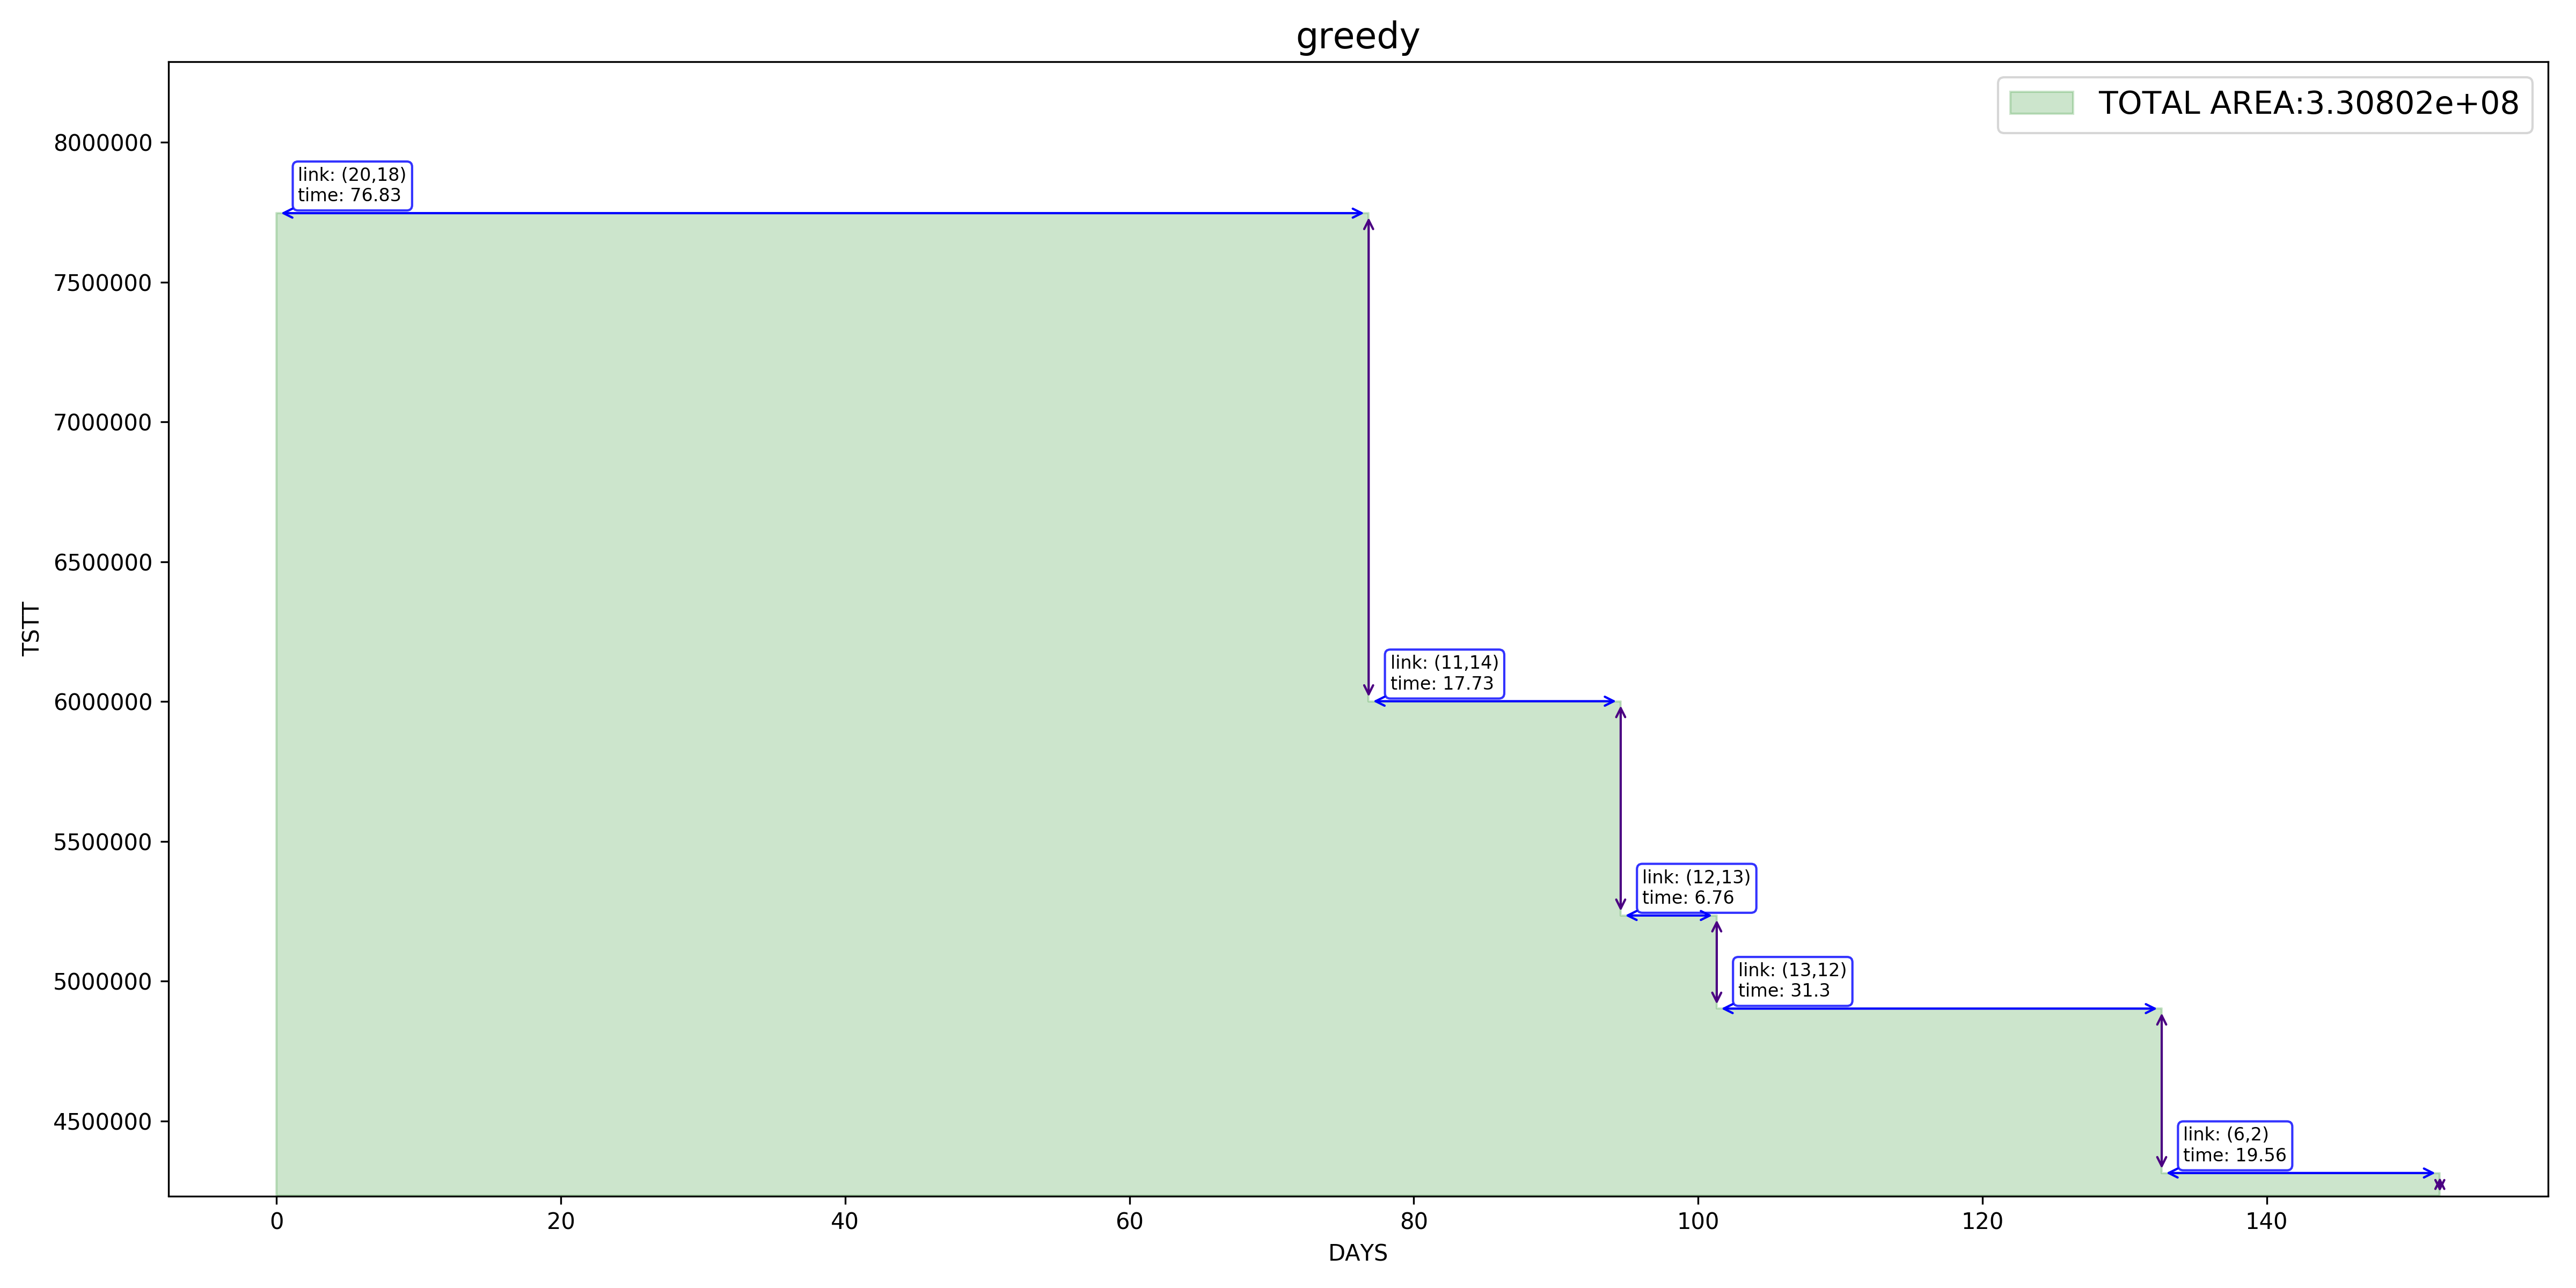 greedy
TOTAL AREA:3.30802e+08
8000000
7500000
7000000
6500000
6000000
5500000
5000000
4500000
TSTT
link: (20,18)
time: 76.83
link: (11,14)
time: 17.73
link: (12,13)
time: 6.76
link: (13,12)
time: 31.3
link: (6,2)
time: 19.56
0
20
40
60
80
100
120
140
DAYS